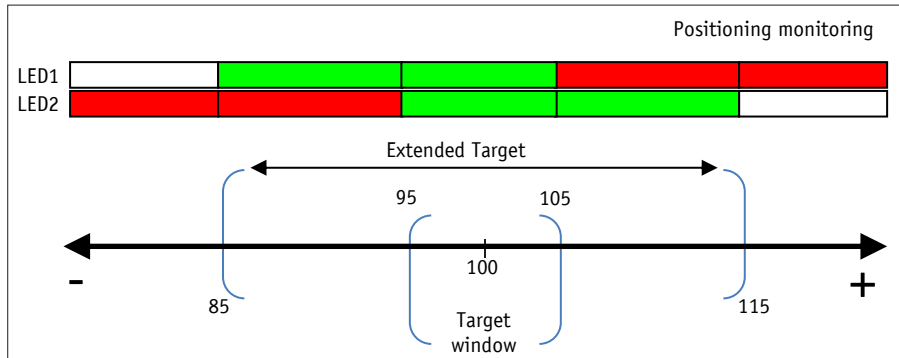 Positioning monitoring
LED1
LED2
Extended Target
95 105
100
- +
85 115
Target
window